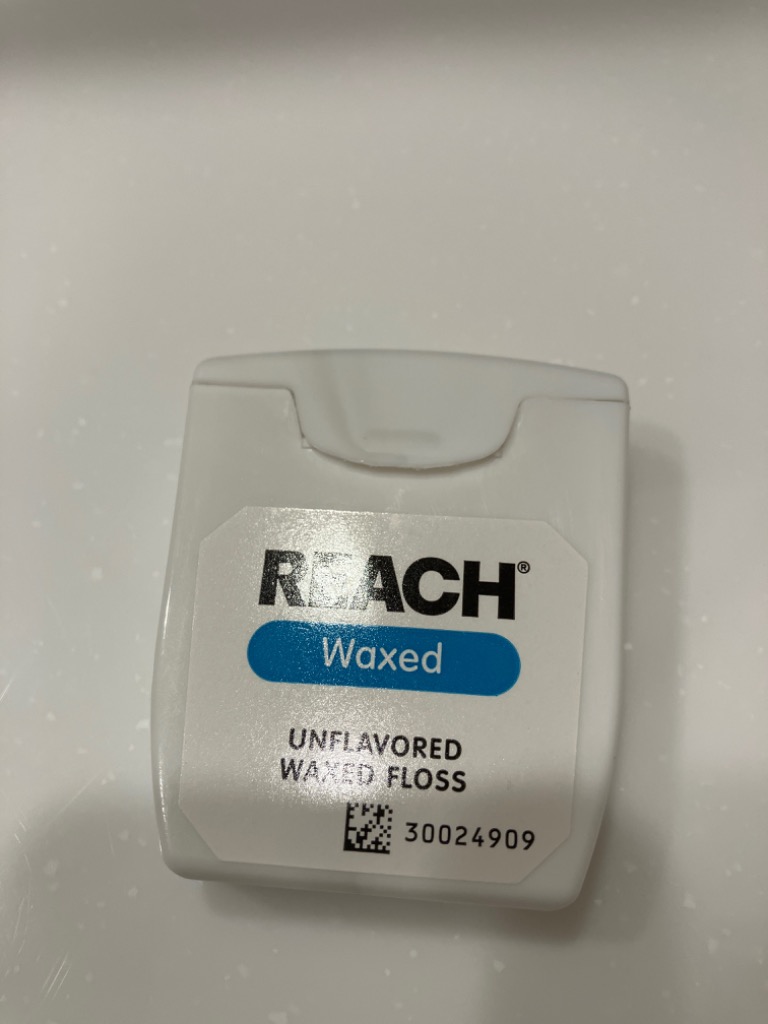 REACH®
Waxed
UNFLAVORED
WAXED FLOSS
30024909